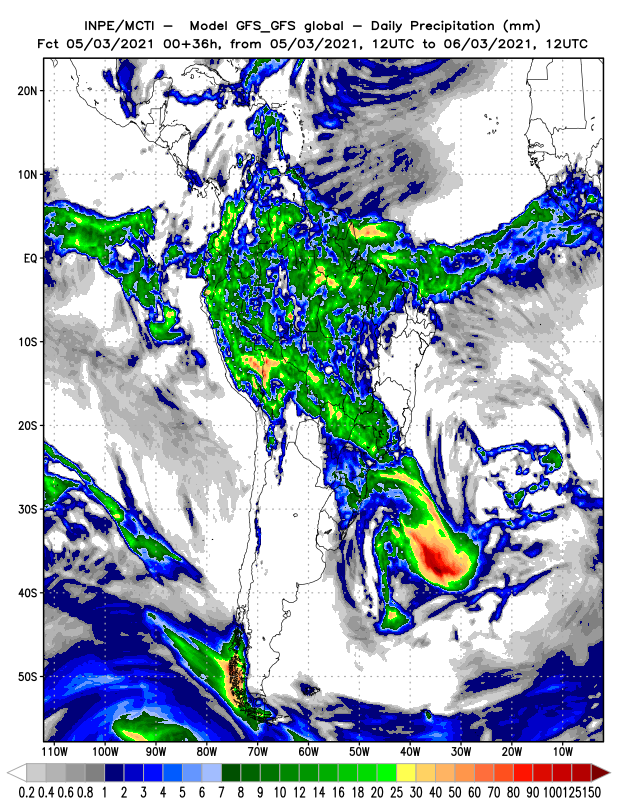 INPE/MCTI – Model GFS_GFS global – Daily Precipitation (mm)
Fct 05/03/2021 00+36h, from 05/03/2021, 12UTC to 06/03/2021, 12UTC
20N
10N
EQ
10S
20S
30S
40S
50S
110W 100W 90W 80W 70W 60W 50W 40W 30W 20W 10W
0.2 0.4 0.6 0.8 1 2 3 4 5 6 7 8 9 10 12 14 16 18 20 25 30 40 50 60 70 80 90 100 125 150